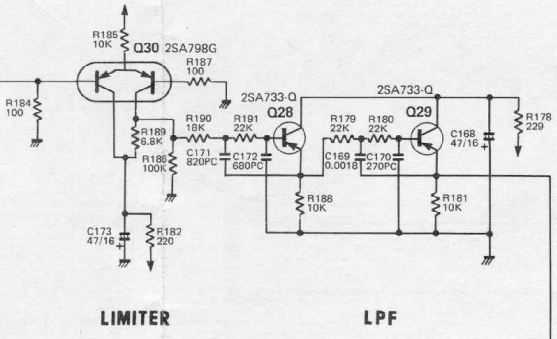 R185
10K
Q30 2SA798G
R187
100
R184
100
R189
6.8K
R186
100K
R190
18K
R191
22K
C171
820PC
C172
680PC
2SA733-Q
Q28
R188
10K
R179
22K
R180
22K
C169
0.0018
C170
270PC
2SA733-Q
Q29
R181
10K
C168
47/16
+
R178
229
C173
47/16
+
R182
220
LIMITER
LPF